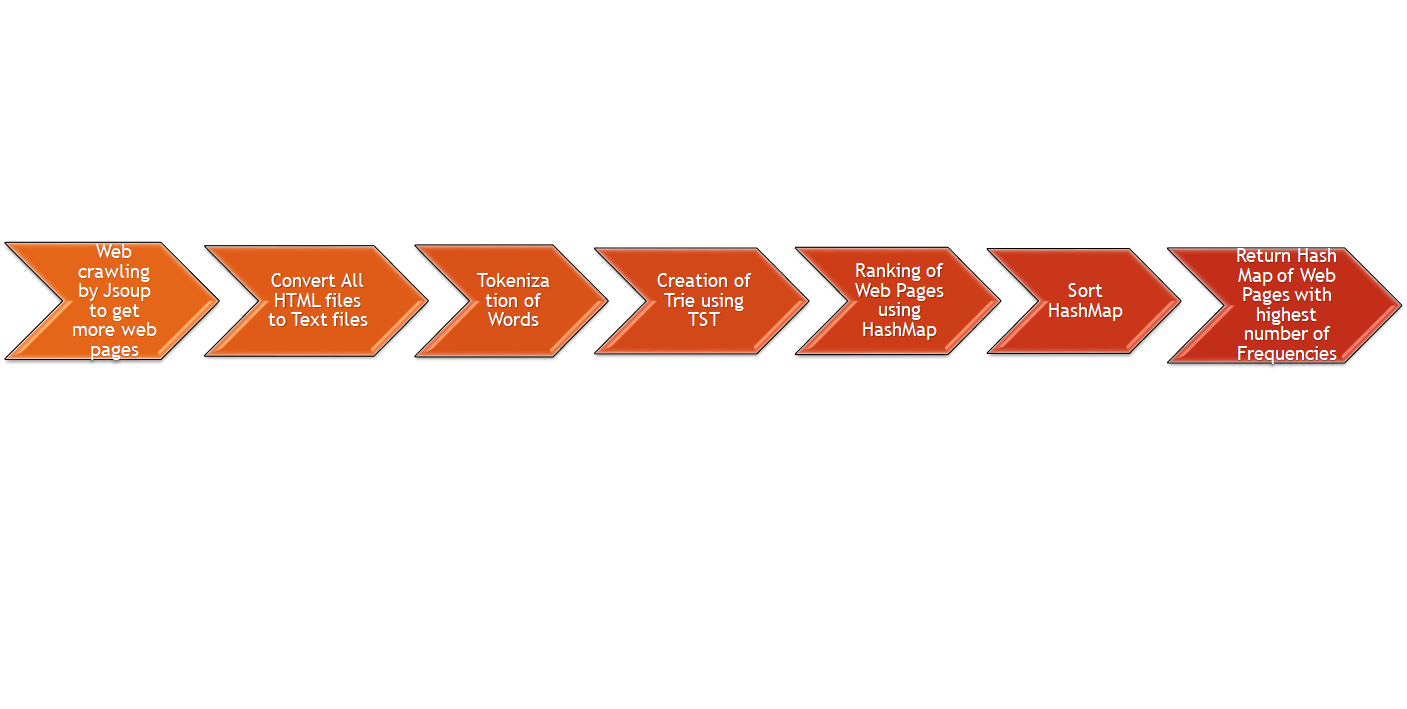 Web
crawling
by Jsoup
to get
more web
pages
Convert All
HTML files
to Text files
Tokeniza
tion of
Words
Creation of
Trie using
TST
Ranking of
Web Pages
using
HashMap
Sort
HashMap
Return Hash
Map of Web
Pages with
highest
number of
Frequencies